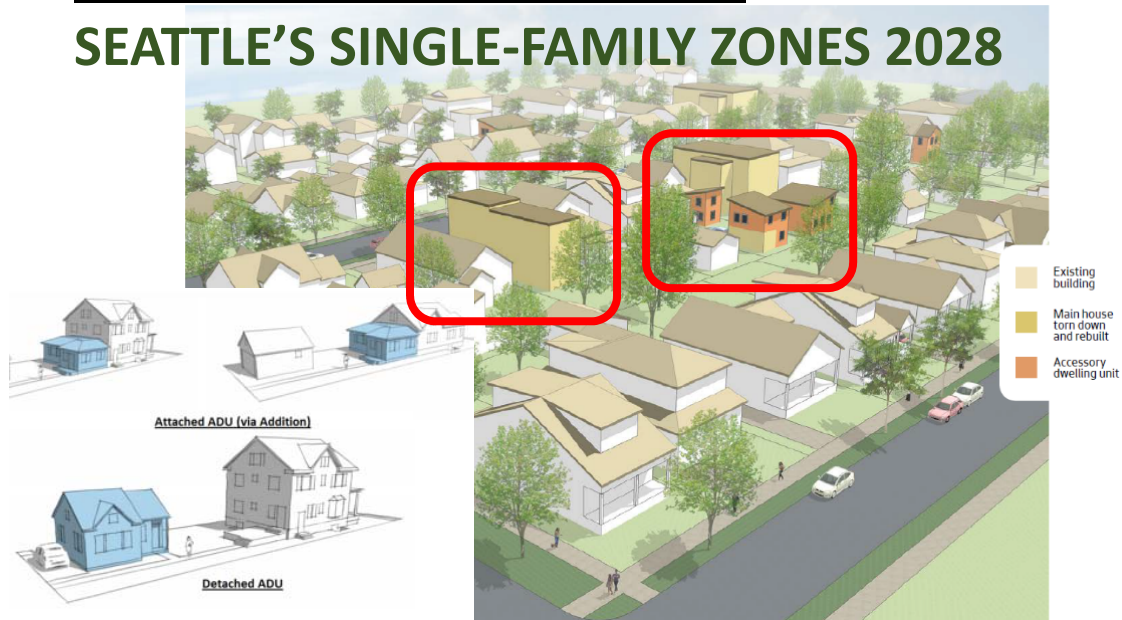 SEATTLE’S SINGLE-FAMILY ZONES 2028
Existing
building
Main house
torn down
and rebuilt
Accessory
dwelling unit
Attached ADU (via Addition)
Detached ADU